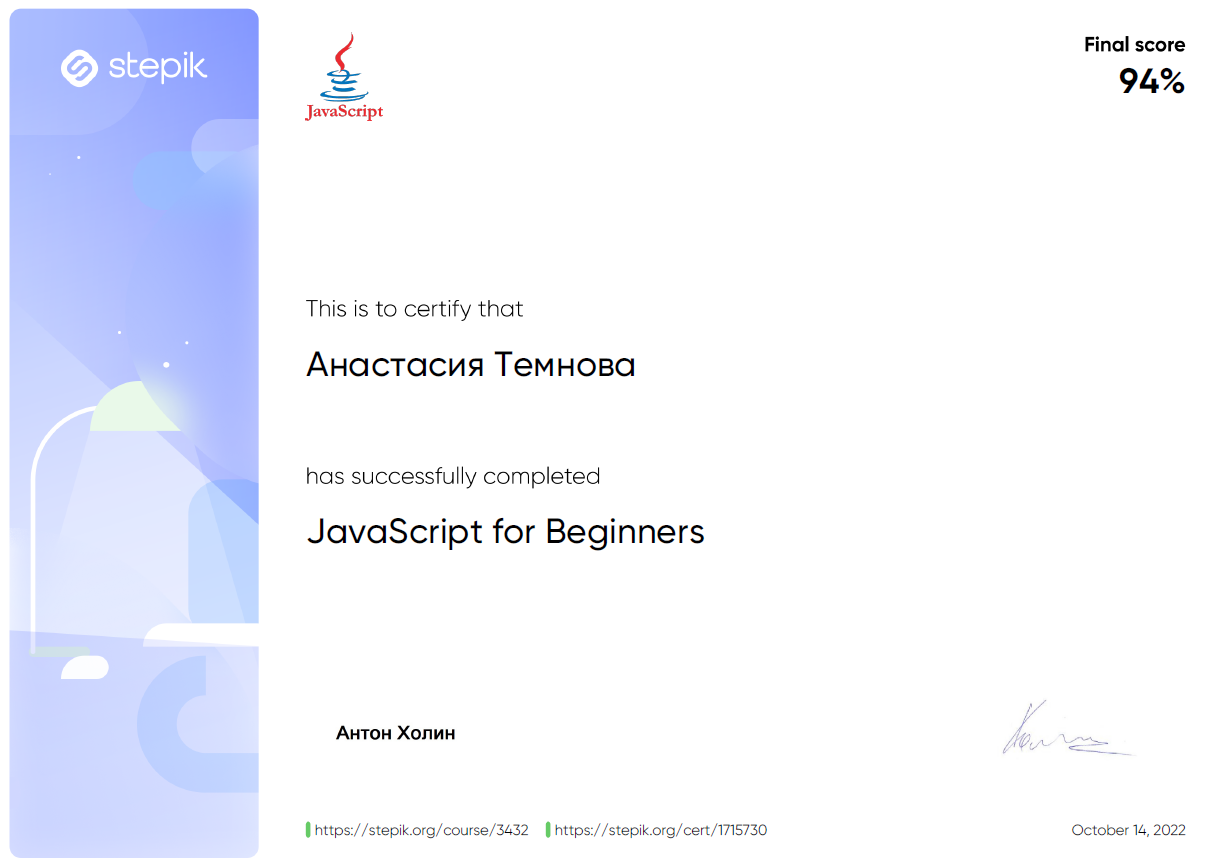 stepik
JavaScript
Final score
94%
This is to certify that
Анастасия Темнова
has successfully completed
JavaScript for Beginners
Антон Холин
https://stepik.org/course/3432
https://stepik.org/cert/1715730
October 14, 2022